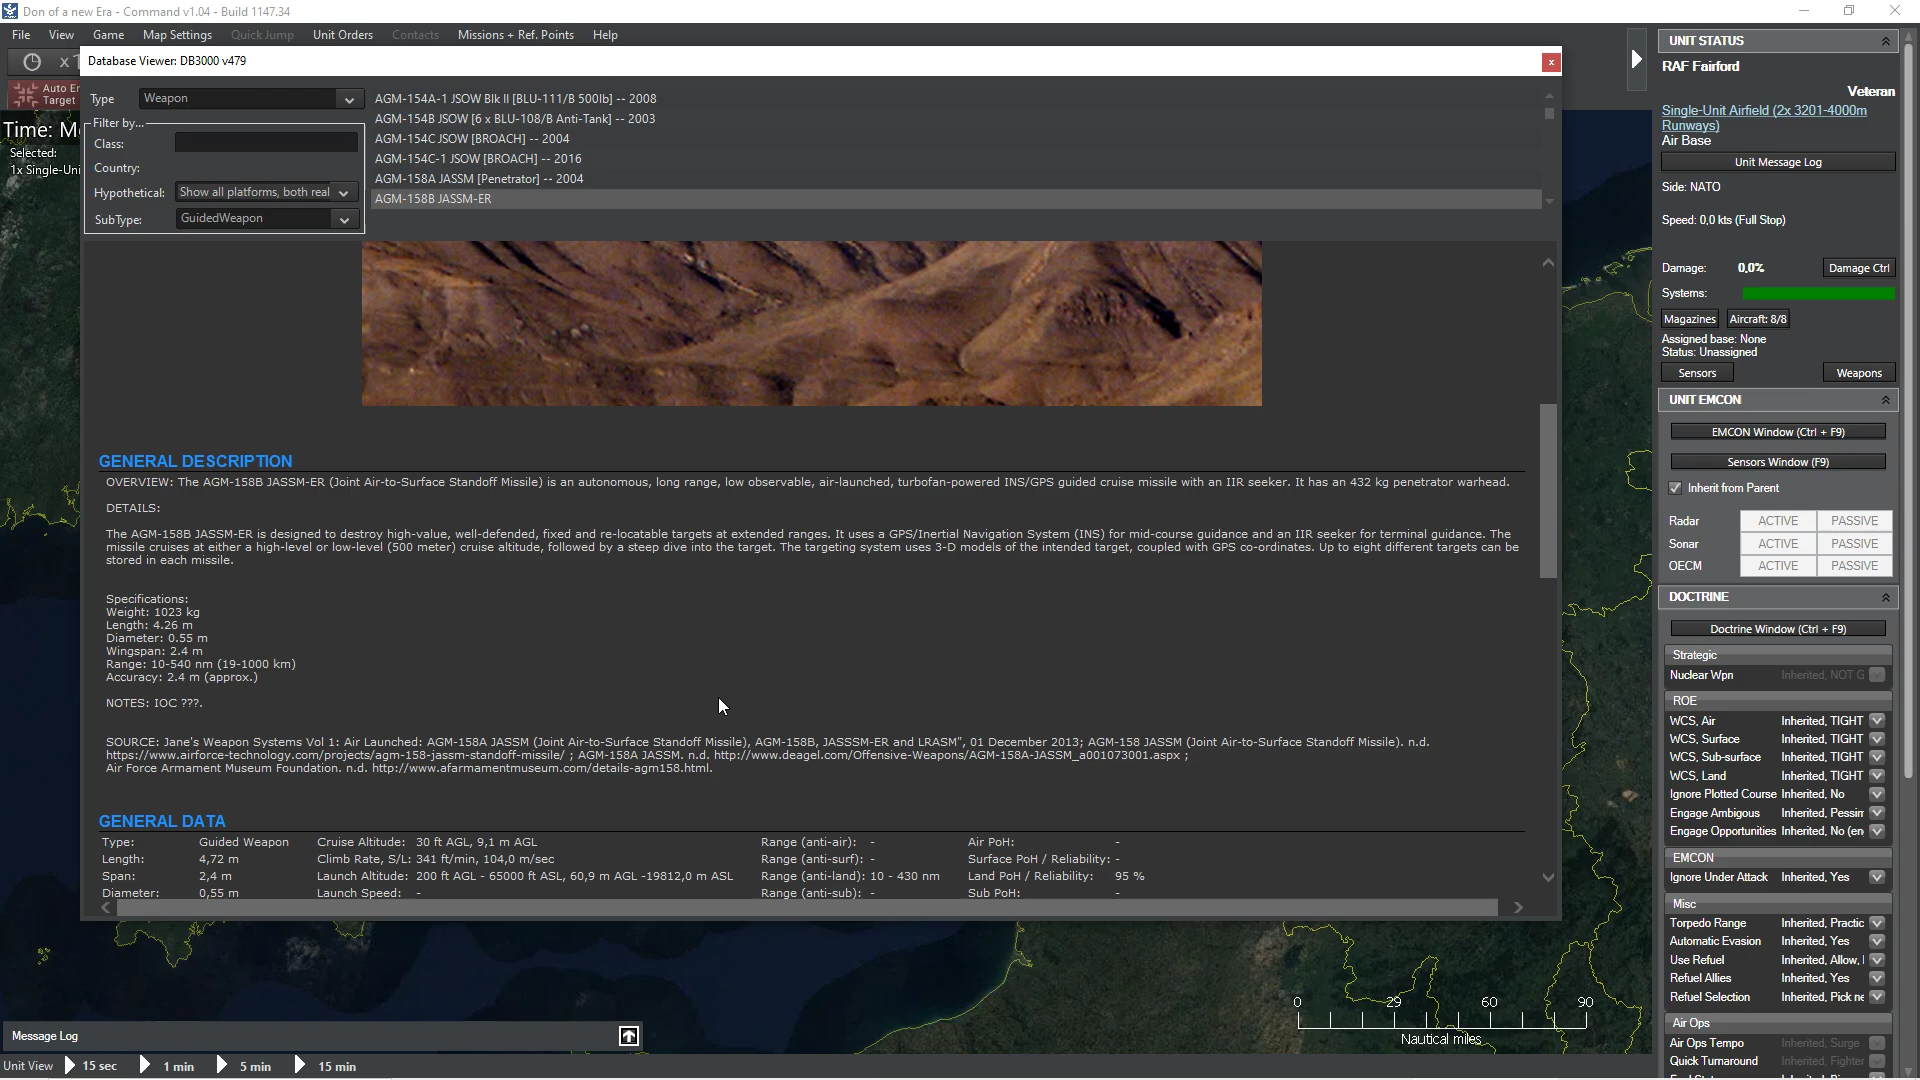 Don of a new Era - Command v1.04 - Build 1147.34
File View Game Map Settings Quick Jump Unit Orders Contacts Missions + Ref. Points Help
Auto En
Target
Time: M
Selected:
1x Single-Uni
Database Viewer: DB3000 v479
x
Type Weapon
Filter by...
Class:
Country:
Hypothetical: Show all platforms, both real
SubType: GuidedWeapon
AGM-154A-1 JSOW Blk II [BLU-111/B 500lb] -- 2008
AGM-154B JSOW [6 x BLU-108/B Anti-Tank] -- 2003
AGM-154C JSOW [BROACH] -- 2004
AGM-154C-1 JSOW [BROACH] -- 2016
AGM-158A JASSM [Penetrator] -- 2004
AGM-158B JASSM-ER
GENERAL DESCRIPTION
OVERVIEW: The AGM-158B JASSM-ER (Joint Air-to-Surface Standoff Missile) is an autonomous, long range, low observable, air-launched, turbofan-powered INS/GPS guided cruise missile with an IIR seeker. It has an 432 kg penetrator warhead.
DETAILS:
The AGM-158B JASSM-ER is designed to destroy high-value, well-defended, fixed and re-locatable targets at extended ranges. It uses a GPS/Inertial Navigation System (INS) for mid-course guidance and an IIR seeker for terminal guidance. The
missile cruises at either a high-level or low-level (500 meter) cruise altitude, followed by a steep dive into the target. The targeting system uses 3-D models of the intended target, coupled with GPS co-ordinates. Up to eight different targets can be
stored in each missile.
Specifications:
Weight: 1023 kg
Length: 4.26 m
Diameter: 0.55 m
Wingspan: 2.4 m
Range: 10-540 nm (19-1000 km)
Accuracy: 2.4 m (approx.)
NOTES: IOC ???.
SOURCE: Jane's Weapon Systems Vol 1: Air Launched: AGM-158A JASSM (Joint Air-to-Surface Standoff Missile), AGM-158B, JASSSM-ER and LRASM", 01 December 2013; AGM-158 JASSM (Joint Air-to-Surface Standoff Missile). n.d.
https://www.airforce-technology.com/projects/agm-158-jassm-standoff-missile/ ; AGM-158A JASSM. n.d. http://www.deagel.com/Offensive-Weapons/AGM-158A-JASSM_a001073001.aspx ;
Air Force Armament Museum Foundation. n.d. http://www.afarmamentmuseum.com/details-agm158.html.
GENERAL DATA
Type: Guided Weapon Cruise Altitude: 30 ft AGL, 9,1 m AGL Range (anti-air): - Air PoH: -
Length: 4,72 m Climb Rate, S/L: 341 ft/min, 104,0 m/sec Range (anti-surf): - Surface PoH / Reliability: -
Span: 2,4 m Launch Altitude: 200 ft AGL - 65000 ft ASL, 60,9 m AGL -19812,0 m ASL Range (anti-land): 10 - 430 nm Land PoH / Reliability: 95 %
Diameter: 0,55 m Launch Speed: - Range (anti-sub): - Sub PoH: -
UNIT STATUS
RAF Fairford
Veteran
Single-Unit Airfield (2x 3201-4000m
Runways)
Air Base
Unit Message Log
Side: NATO
Speed: 0,0 kts (Full Stop)
Damage: 0,0% Damage Ctrl
Systems:
Magazines Aircraft: 8/8
Assigned base: None
Status: Unassigned
Sensors Weapons
UNIT EMCON
EMCON Window (Ctrl + F9)
Sensors Window (F9)
Inherit from Parent
Radar ACTIVE PASSIVE
Sonar ACTIVE PASSIVE
OECM ACTIVE PASSIVE
DOCTRINE
Doctrine Window (Ctrl + F9)
Strategic
Nuclear Wpn Inherited, NOT G
ROE
WCS, Air Inherited, TIGHT
WCS, Surface Inherited, TIGHT
WCS, Sub-surface Inherited, TIGHT
WCS, Land Inherited, TIGHT
Ignore Plotted Course Inherited, No
Engage Ambiguous Inherited, Pessim
Engage Opportunities Inherited, No (en
EMCON
Ignore Under Attack Inherited, Yes
Misc
Torpedo Range Inherited, Practic
Automatic Evasion Inherited, Yes
Use Refuel Inherited, Allow,
Refuel Allies Inherited, Yes
Refuel Selection Inherited, Pick ne
Air Ops
Air Ops Tempo Inherited, Surge
Quick Turnaround Inherited, Fighter
0 29 60 90
Nautical miles
Message Log
Unit View 15 sec 1 min 5 min 15 min